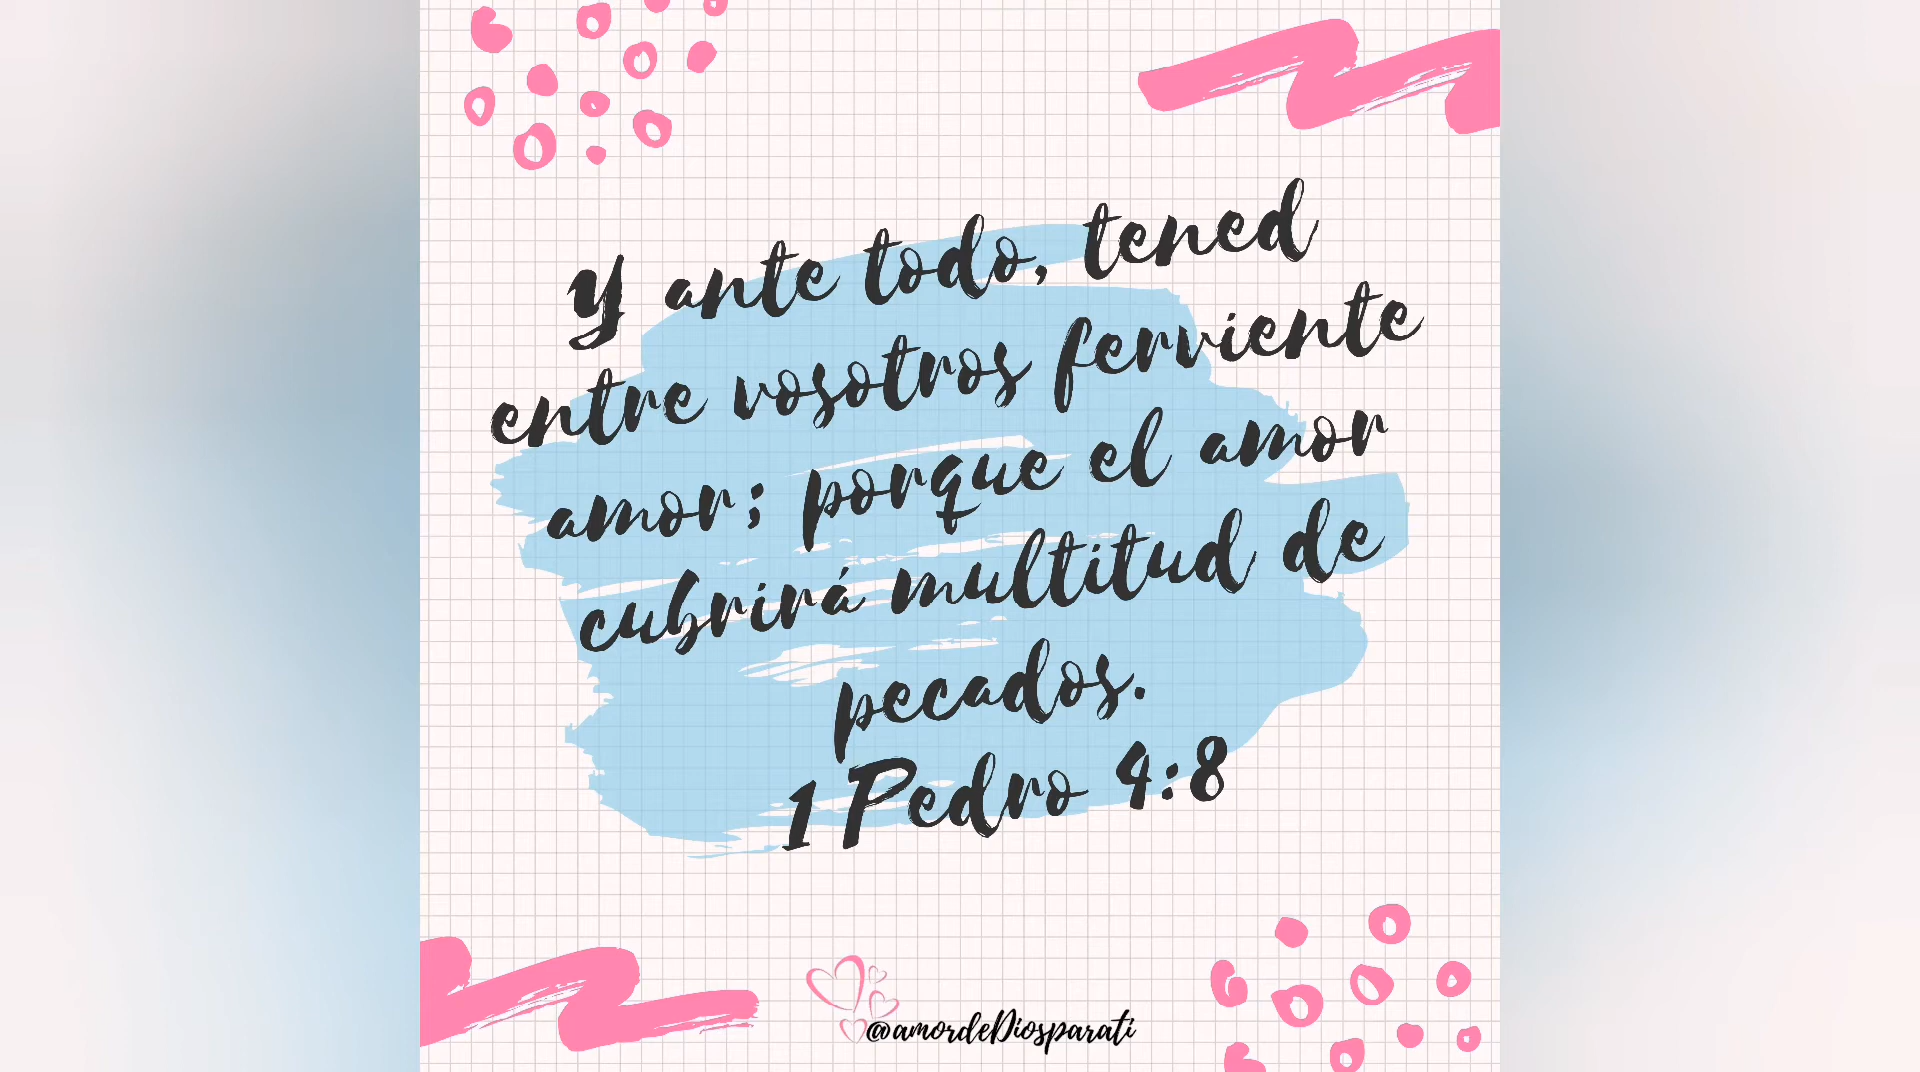 Y ante todo, tened
entre vosotros ferviente
amor; porque el amor
cubrirá multitud de
pecados.
1 Pedro 4:8
@amordeDiosparati